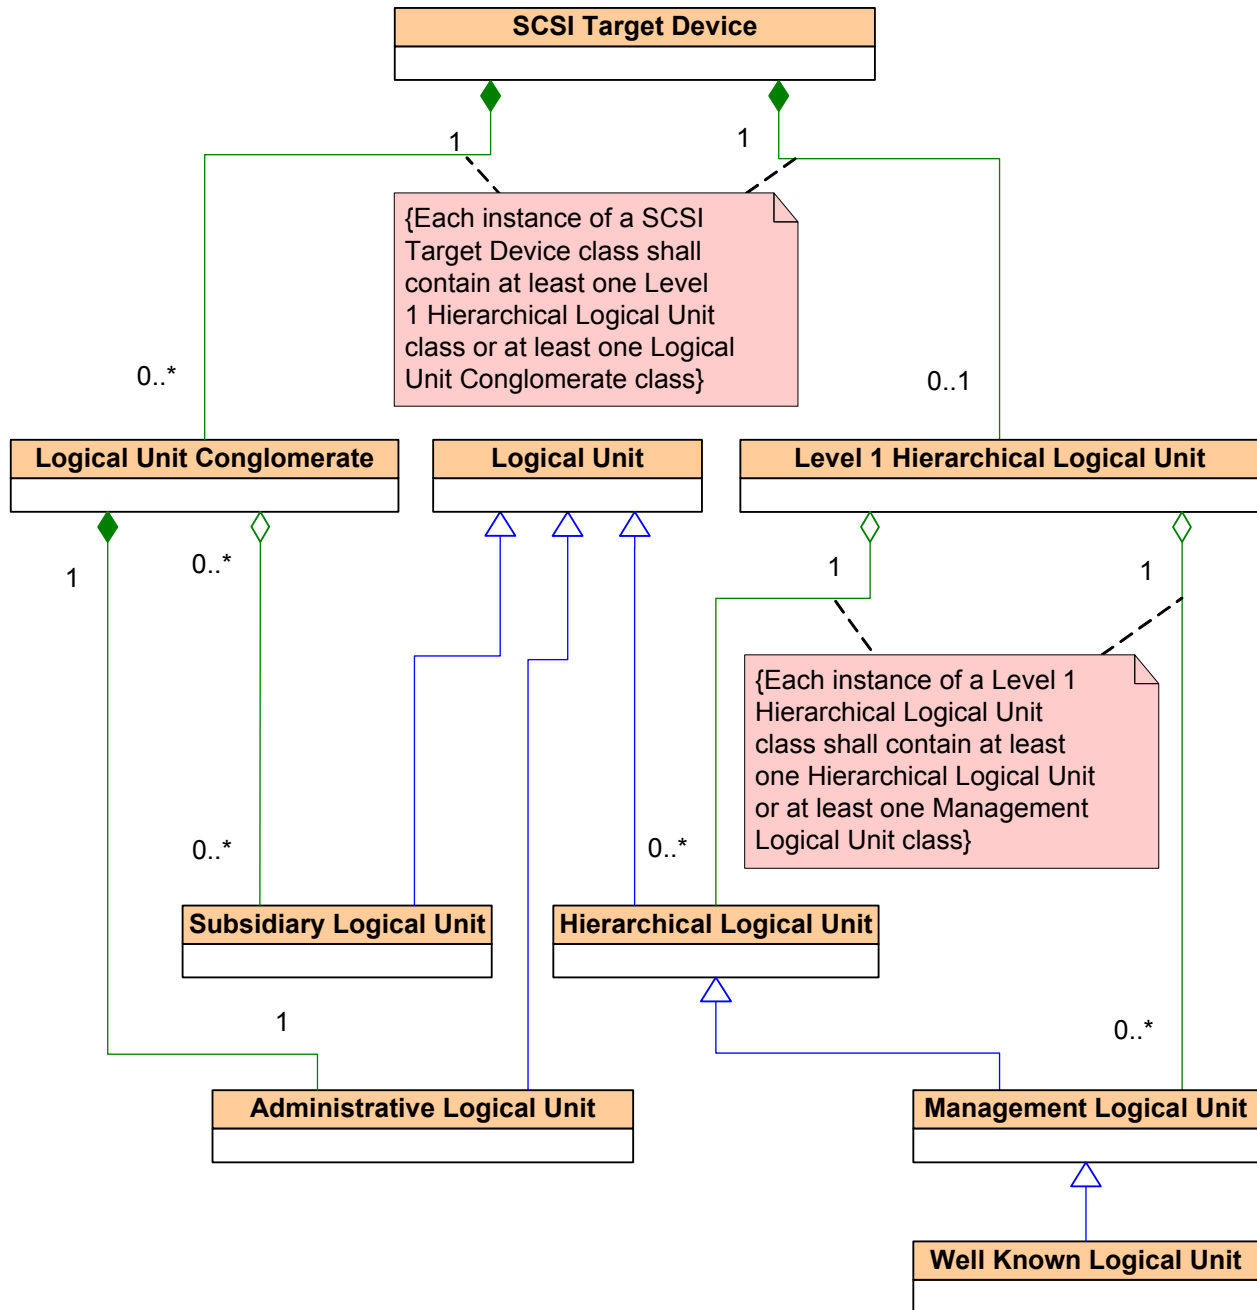 SCSI Target Device
1
1
{Each instance of a SCSI
Target Device class shall
contain at least one Level
1 Hierarchical Logical Unit
class or at least one Logical
Unit Conglomerate class}
0..*
0..1
Logical Unit Conglomerate
Logical Unit
Level 1 Hierarchical Logical Unit
1
0..*
1
1
{Each instance of a Level 1
Hierarchical Logical Unit
class shall contain at least
one Hierarchical Logical Unit
or at least one Management
Logical Unit class}
0..*
0..*
Subsidiary Logical Unit
Hierarchical Logical Unit
1
0..*
Administrative Logical Unit
Management Logical Unit
Well Known Logical Unit